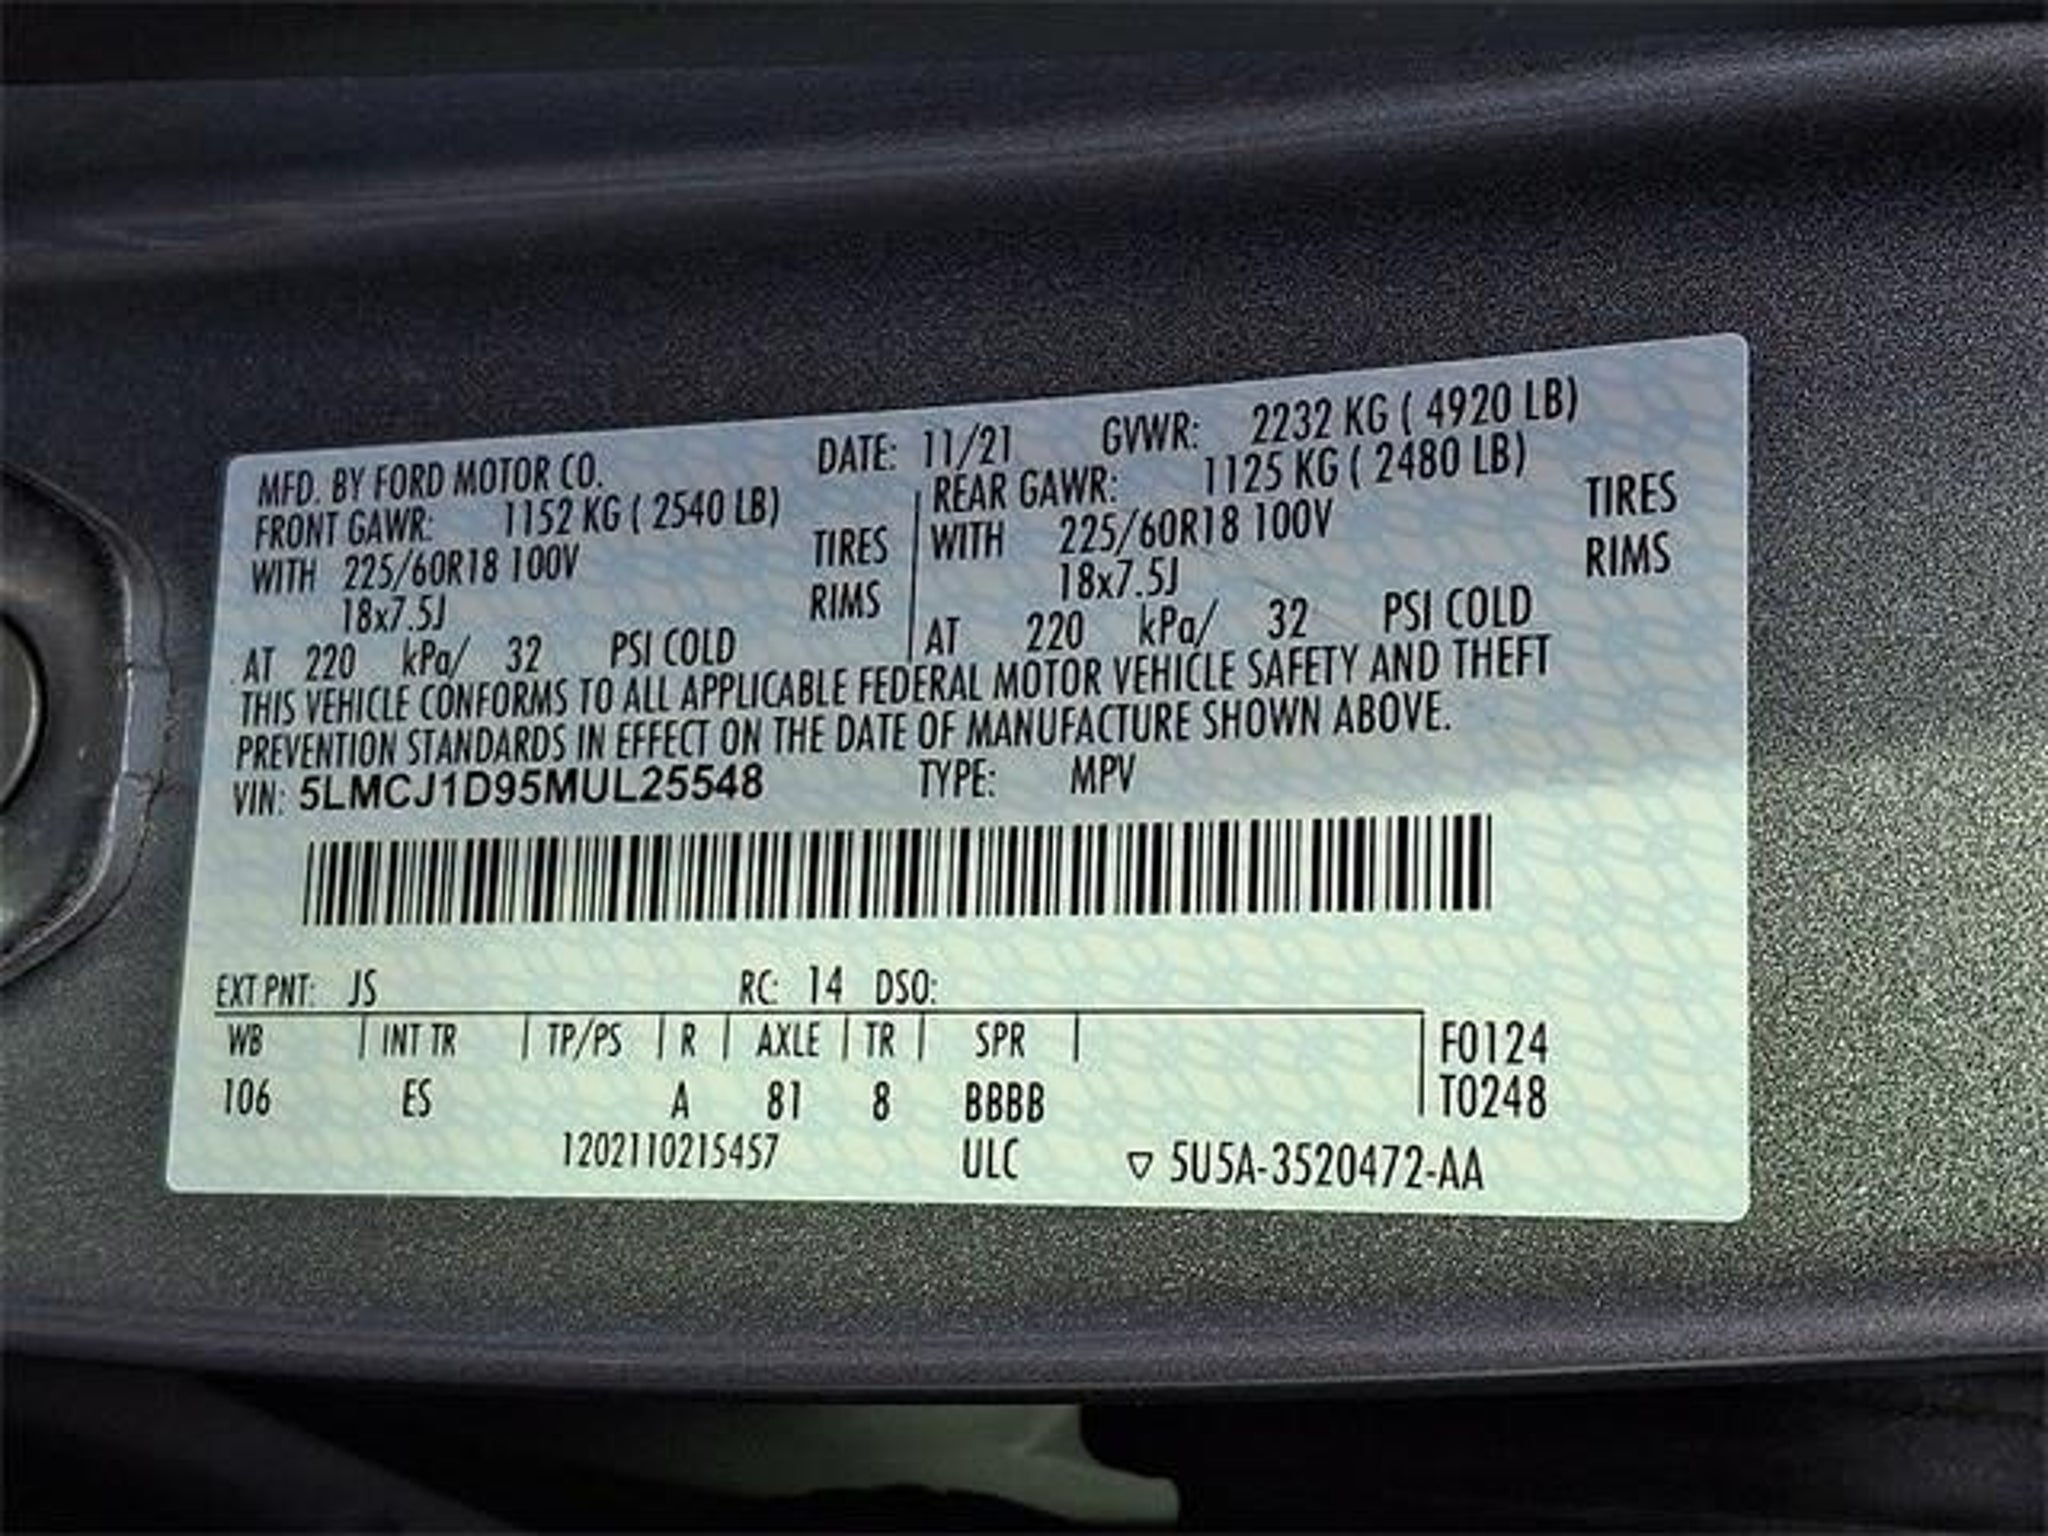 MFD. BY FORD MOTOR CO. DATE: 11/21 GVWR: 2232 KG ( 4920 LB)
FRONT GAWR: 1152 KG ( 2540 LB) REAR GAWR: 1125 KG ( 2480 LB)
WITH 225/60R18 100V TIRES WITH 225/60R18 100V TIRES
18x7.5J RIMS 18x7.5J RIMS
AT 220 kPa/ 32 PSI COLD AT 220 kPa/ 32 PSI COLD
THIS VEHICLE CONFORMS TO ALL APPLICABLE FEDERAL MOTOR VEHICLE SAFETY AND THEFT
PREVENTION STANDARDS IN EFFECT ON THE DATE OF MANUFACTURE SHOWN ABOVE.
VIN: 5LMCJ1D95MUL25548 TYPE: MPV
EXT PNT: JS RC: 14 DSO:
WB INT TR TP/PS R AXLE TR SPR F0124
106 ES A 81 8 BBBB T0248
1202110215457 ULC ▽ 5U5A-3520472-AA